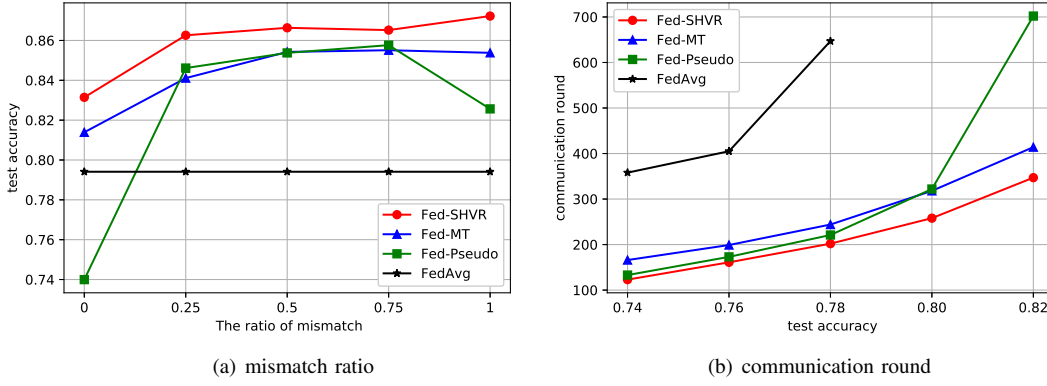 0.86
0.84
0.82
0.80
0.78
0.76
0.74
test accuracy
Fed-SHVR
Fed-MT
Fed-Pseudo
FedAvg
0 0.25 0.5 0.75 1
The ratio of mismatch
(a) mismatch ratio
700
600
500
400
300
200
100
communication round
Fed-SHVR
Fed-MT
Fed-Pseudo
FedAvg
0.74 0.76 0.78 0.80 0.82
test accuracy
(b) communication round